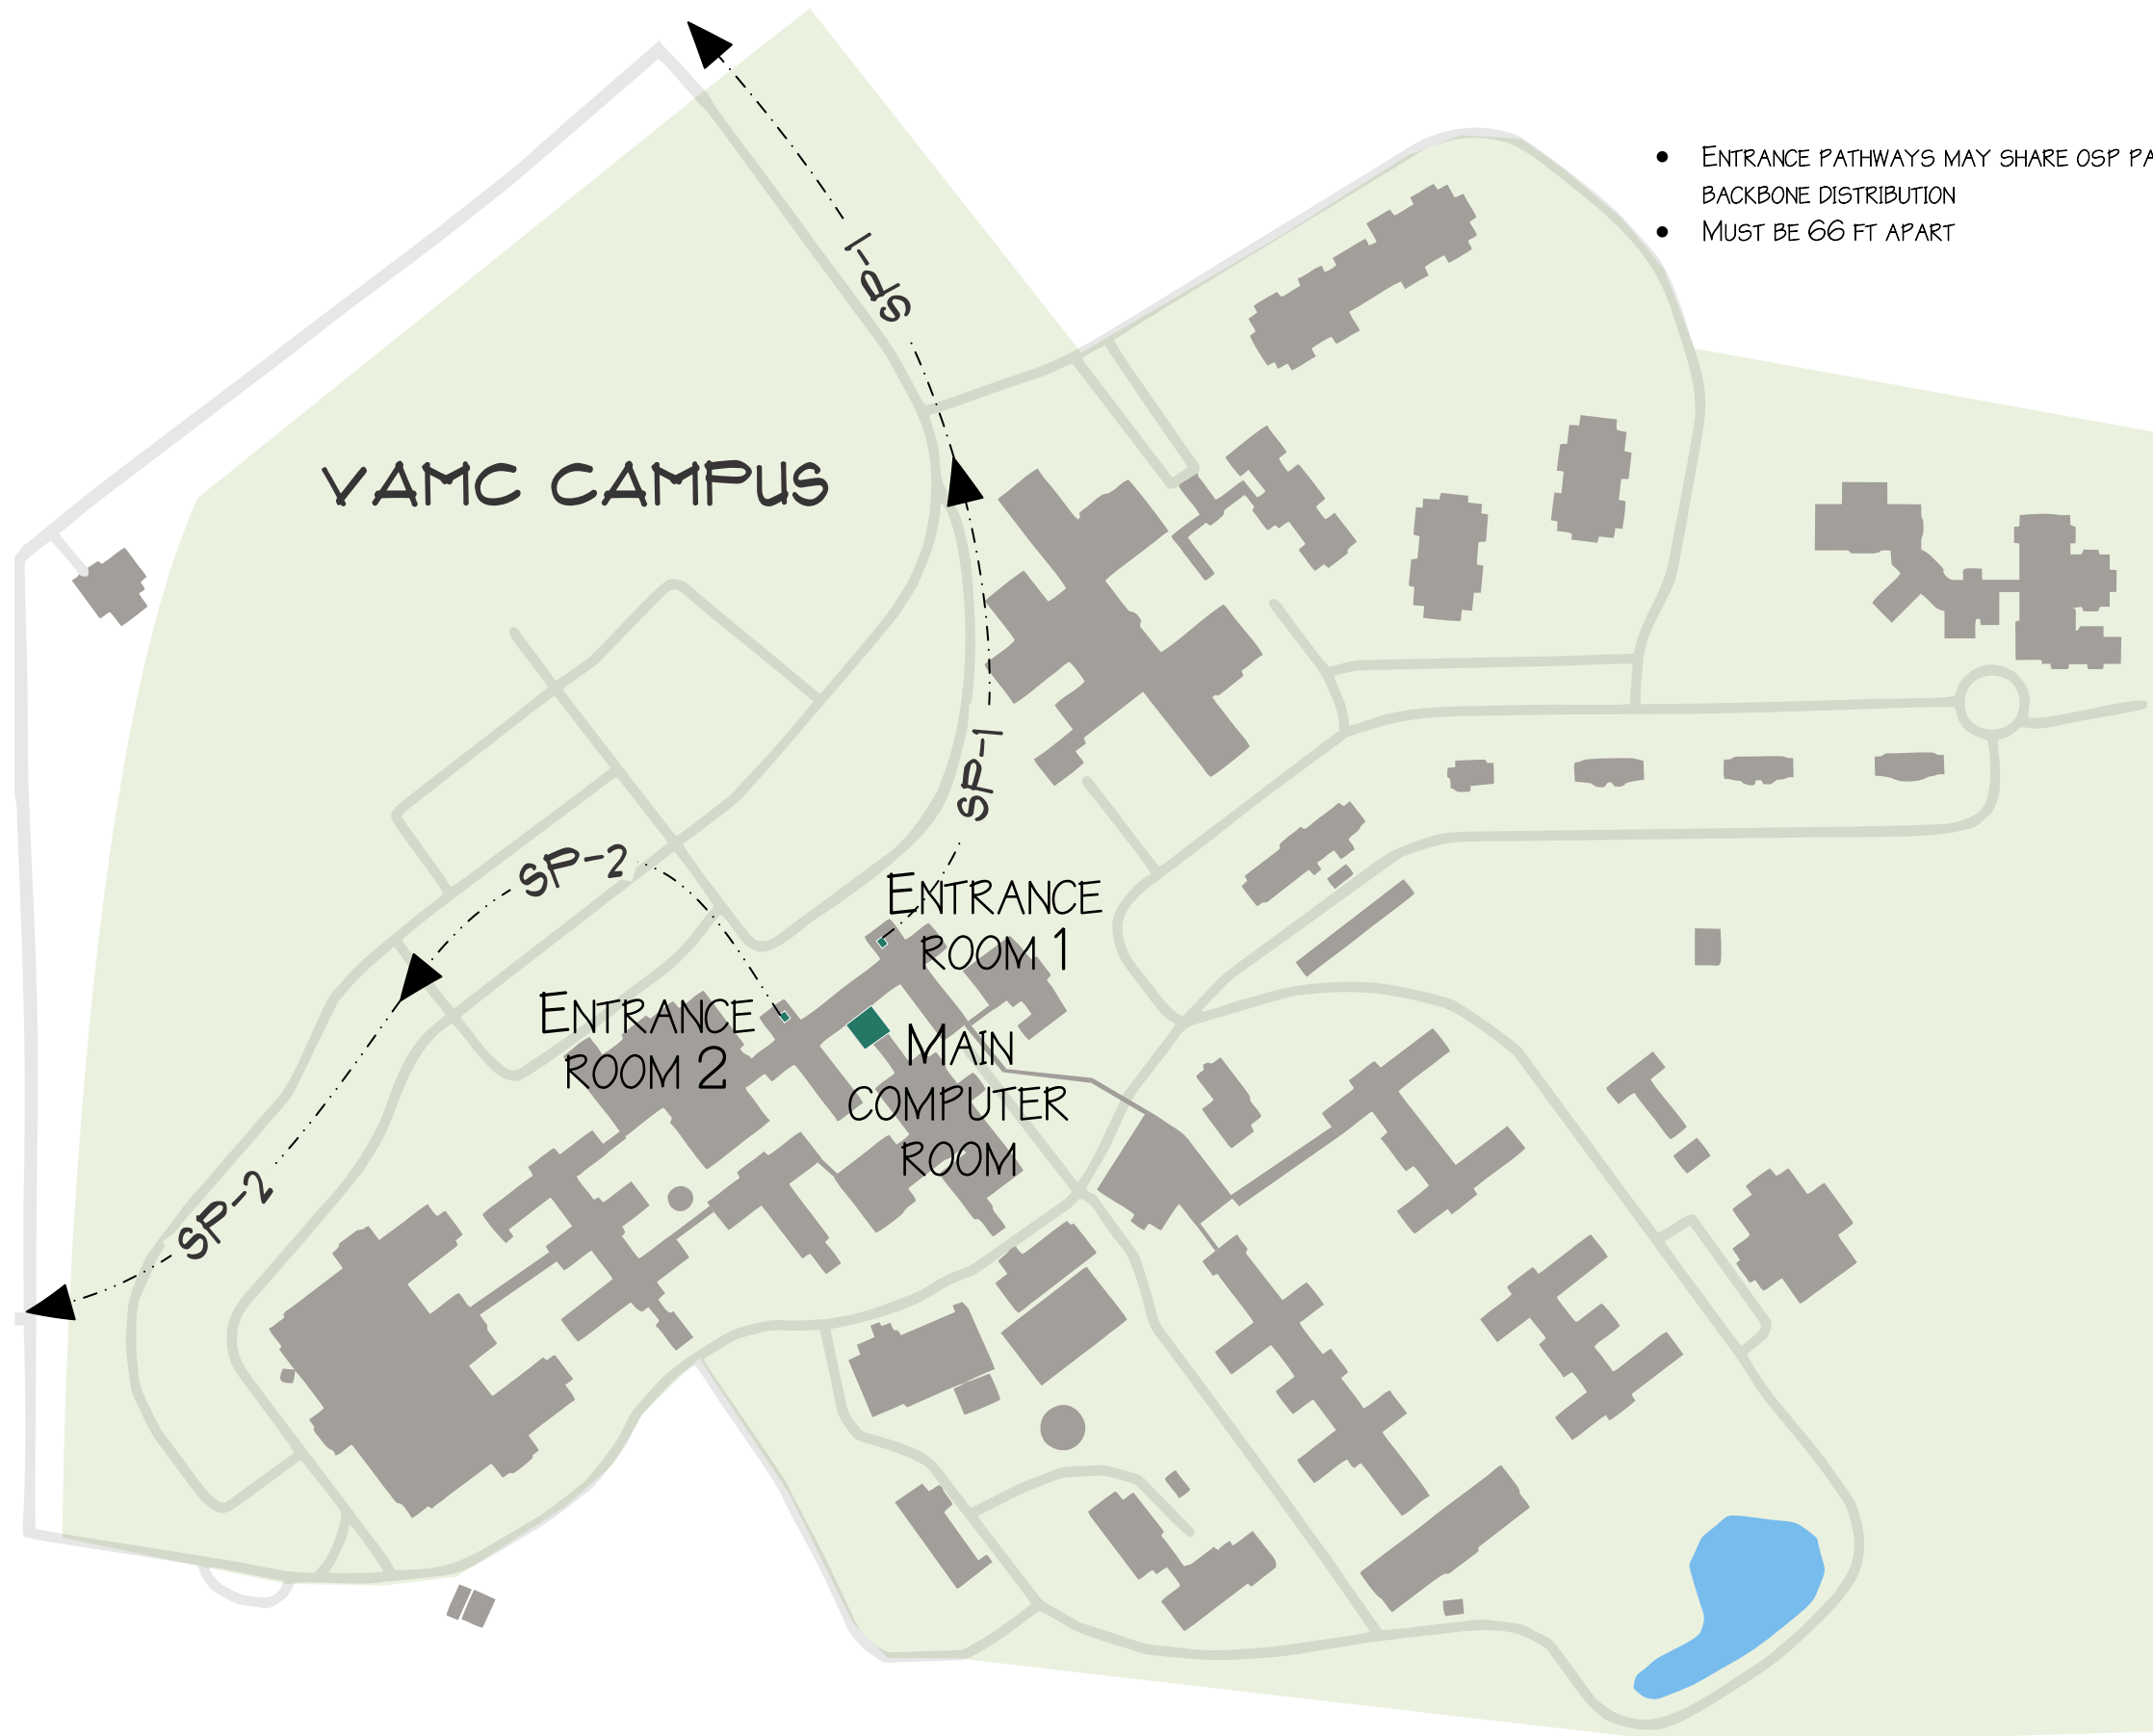 SP-1
• ENTRANCE PATHWAYS MAY SHARE OSP
BACKBONE DISTRIBUTION
• MUST BE 66 FT APART
VAMC CAMPUS
SP-1
SP-2
ENTRANCE
ROOM 1
ENTRANCE
ROOM 2
MAIN
COMPUTER
ROOM
SP-2